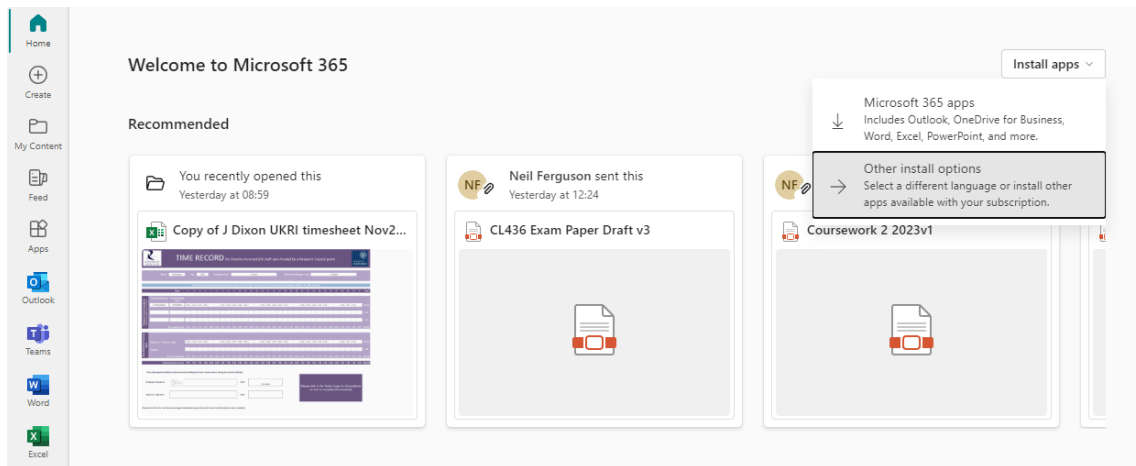 Home
Create
My Content
Feed
Apps
Outlook
Teams
Word
Excel
Welcome to Microsoft 365
Install apps
Microsoft 365 apps
Includes Outlook, OneDrive for Business,
Word, Excel, PowerPoint, and more.
Other install options
Select a different language or install other
apps available with your subscription.
Recommended
You recently opened this
Yesterday at 08:59
Copy of J Dixon UKRI timesheet Nov2...
TIME RECORD
NF
Neil Ferguson sent this
Yesterday at 12:24
CL436 Exam Paper Draft v3
NF
Coursework 2 2023v1